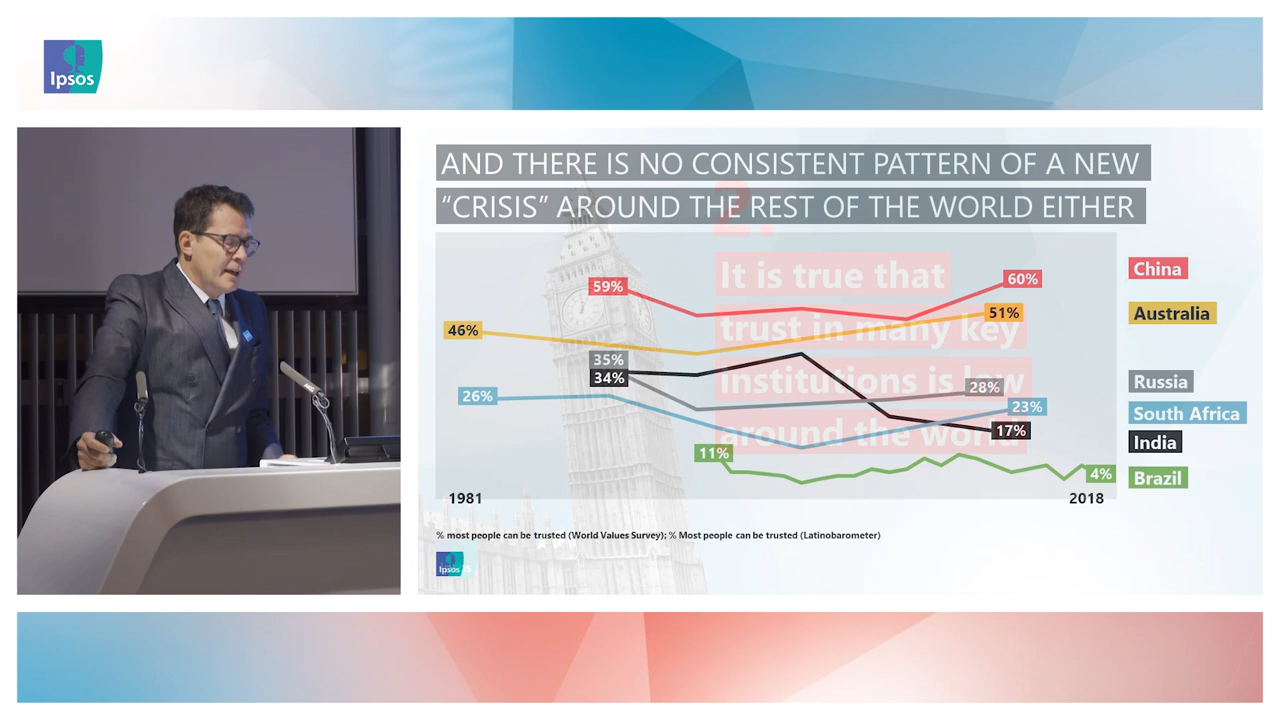 Ipsos
AND THERE IS NO CONSISTENT PATTERN OF A NEW
“CRISIS” AROUND THE REST OF THE WORLD EITHER
2.
It is true that
trust in many key
institutions is low
around the world
59%
60%
China
46%
51%
Australia
35%
34%
28%
Russia
26%
23%
South Africa
17%
India
11%
4%
Brazil
1981
2018
% most people can be trusted (World Values Survey); % Most people can be trusted (Latinobarometer)
Ipsos